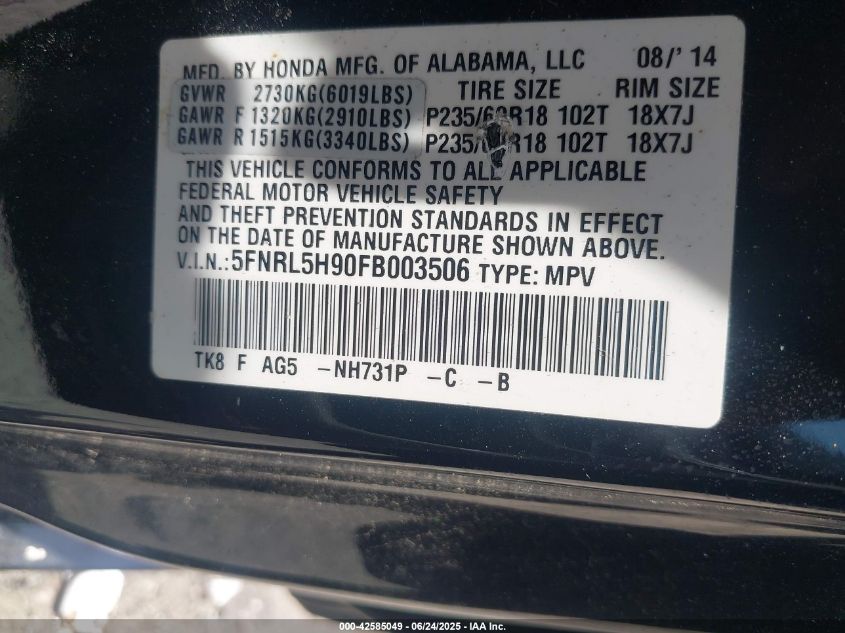 MFD. BY HONDA MFG. OF ALABAMA, LLC 08/' 14
GVWR 2730KG(6019LBS) TIRE SIZE RIM SIZE
GAWR F 1320KG(2910LBS) P235/60R18 102T 18X7J
GAWR R 1515KG(3340LBS) 102T 18X7J
THIS VEHICLE CONFORMS TO ALL APPLICABLE
FEDERAL MOTOR VEHICLE SAFETY
AND THEFT PREVENTION STANDARDS IN EFFECT
ON THE DATE OF MANUFACTURE SHOWN ABOVE.
V.I.N.:5FNRL5H90FB003506 TYPE: MPV
TK8 F AG5 -NH731P -C -B
000-42585049 - 06/24/2025 - IAA Inc.